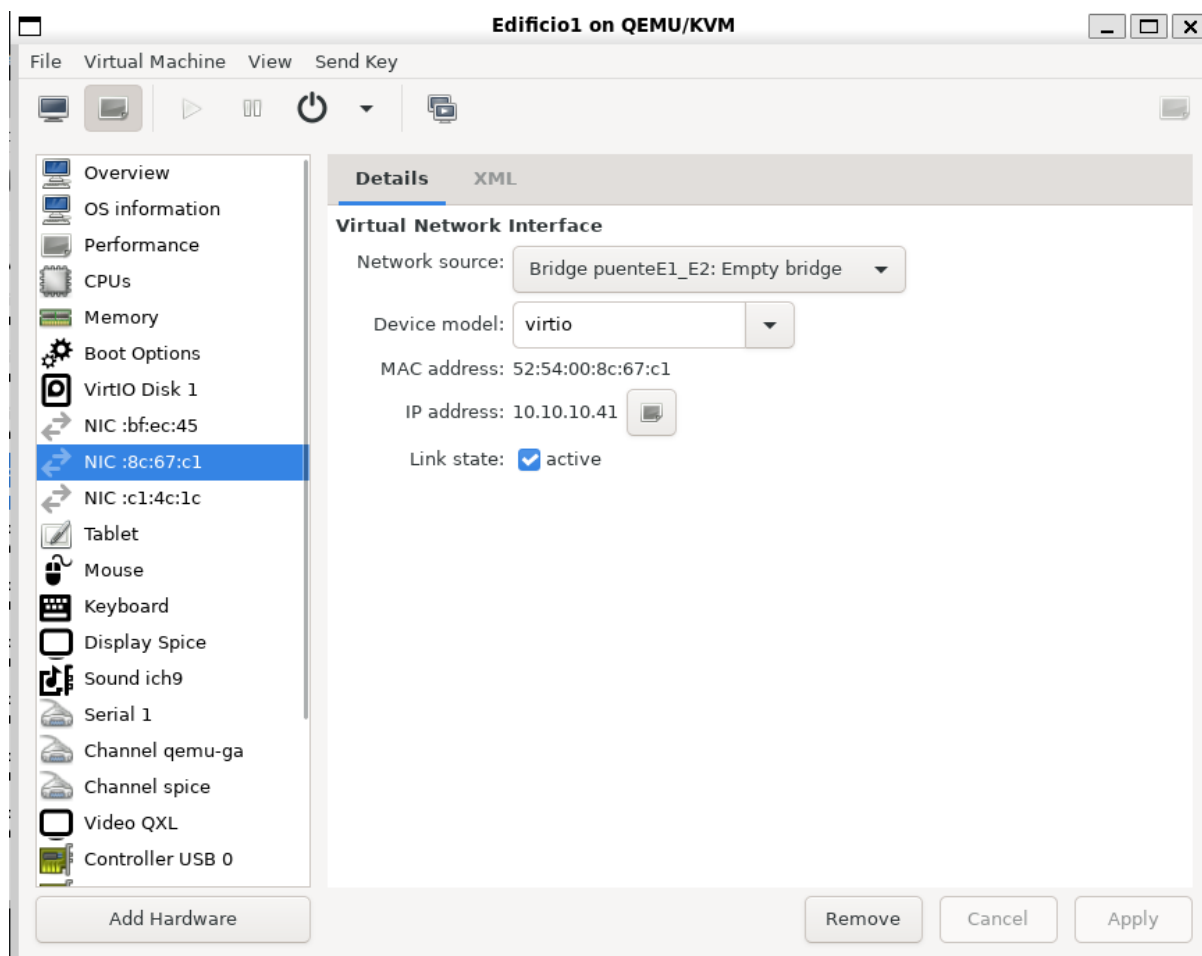 Edificio1 on QEMU/KVM
File Virtual Machine View Send Key
Overview
OS information
Performance
CPUs
Memory
Boot Options
VirtIO Disk 1
NIC :bf:ec:45
NIC :8c:67:c1
NIC :c1:4c:1c
Tablet
Mouse
Keyboard
Display Spice
Sound ich9
Serial 1
Channel qemu-ga
Channel spice
Video QXL
Controller USB 0
Add Hardware
Details XML
Virtual Network Interface
Network source: Bridge puenteE1_E2: Empty bridge
Device model: virtio
MAC address: 52:54:00:8c:67:c1
IP address: 10.10.10.41
Link state: active
Remove Cancel Apply